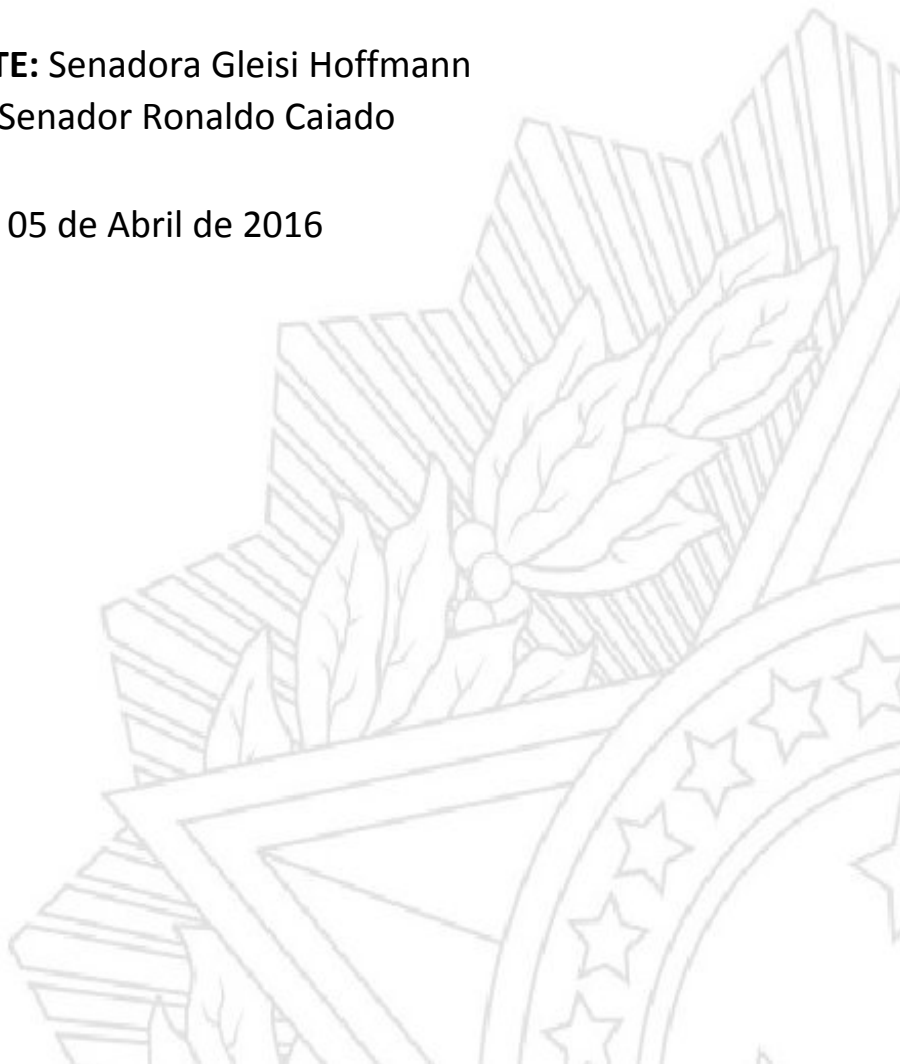 TE: Senadora Gleisi Hoffmann
Senador Ronaldo Caiado
05 de Abril de 2016